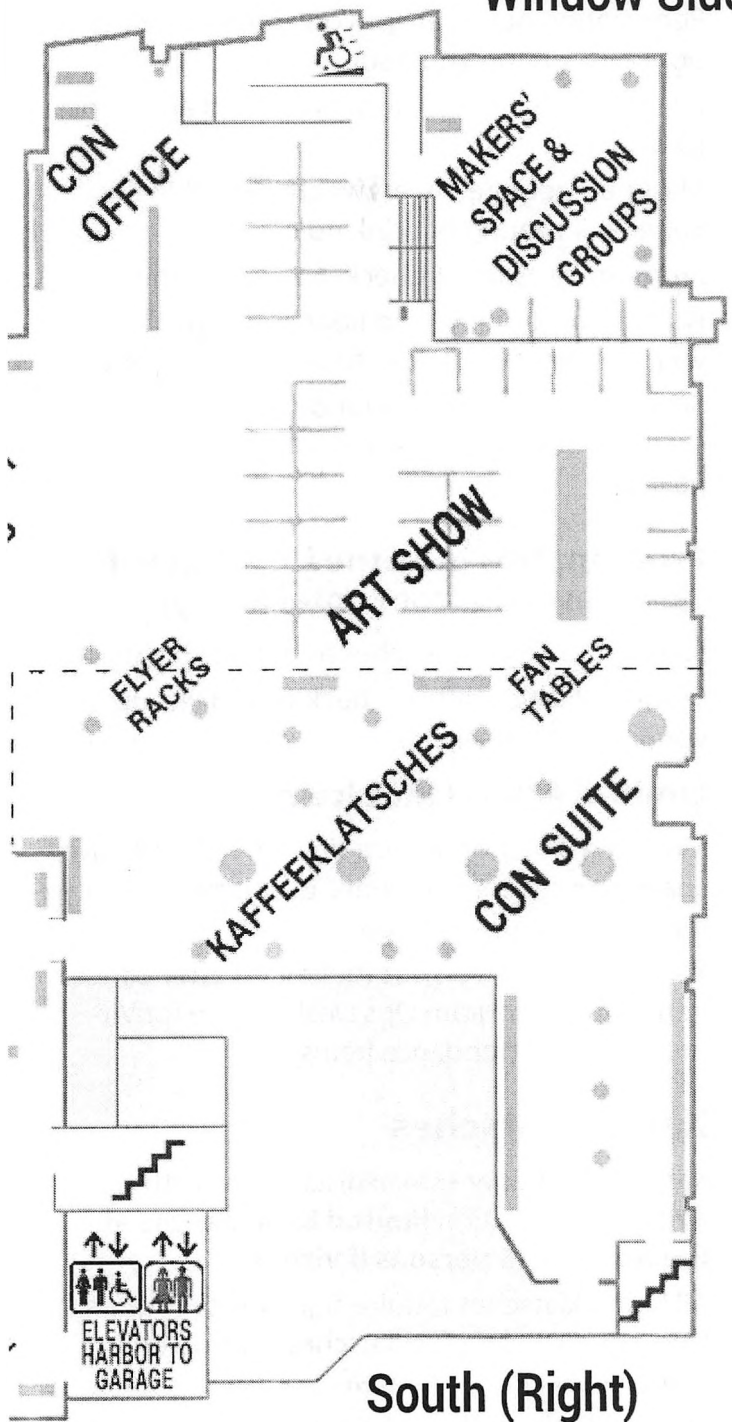 Window Side
CON
OFFICE
MAKERS'
SPACE &
DISCUSSION
GROUPS
ART SHOW
FLYER
RACKS
FAN
TABLES
KAFFEEKLATSCHES
CON SUITE
ELEVATORS
HARBOR TO
GARAGE
South (Right)